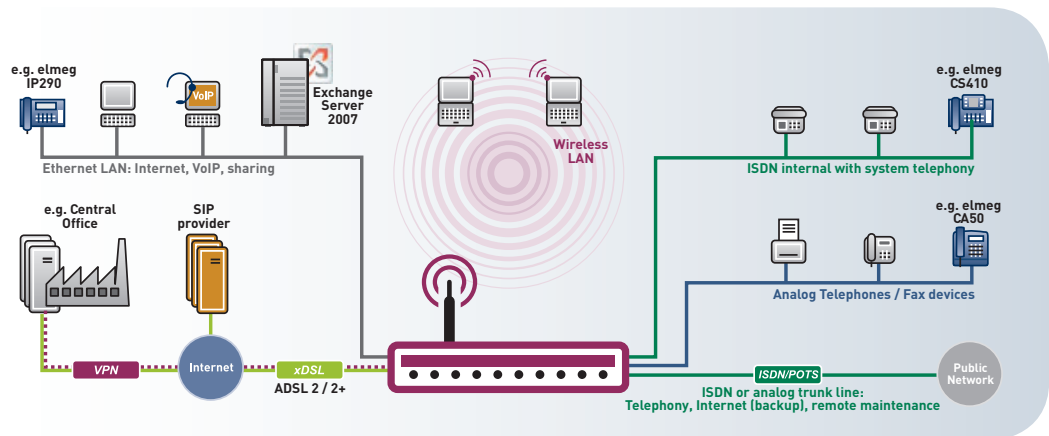 e.g. elmeg
IP290
VoIP
Exchange
Server
2007
Ethernet LAN: Internet, VoIP, sharing
Wireless
LAN
e.g. elmeg
CS410
ISDN internal with system telephony
e.g. Central
Office
SIP
provider
e.g. elmeg
CA50
Analog Telephones / Fax devices
VPN
Internet
xDSL
ADSL 2 / 2+
ISDN/POTS
ISDN or analog trunk line:
Telephony, Internet (backup), remote maintenance
Public
Network